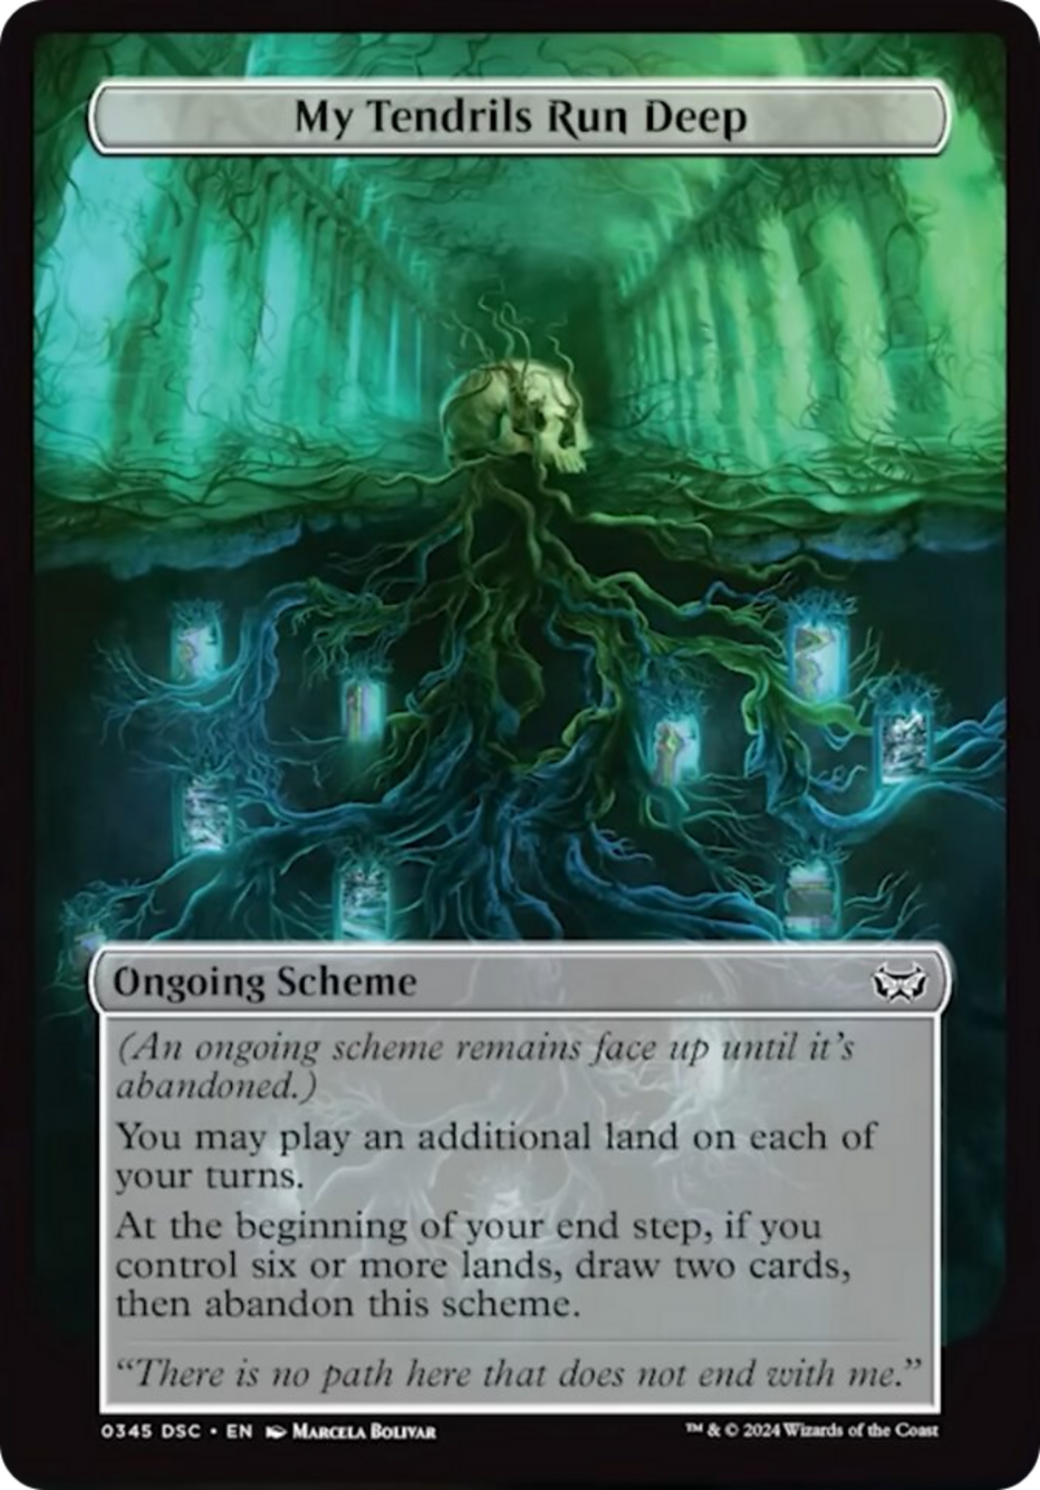 My Tendrils Run Deep
Ongoing Scheme
(An ongoing scheme remains face up until it's
abandoned.)
You may play an additional land on each of
your turns.
At the beginning of your end step, if you
control six or more lands, draw two cards,
then abandon this scheme.
"There is no path here that does not end with me."
0345 DSC • EN MARCELA BOLIVAR
™ & © 2024 Wizards of the Coast